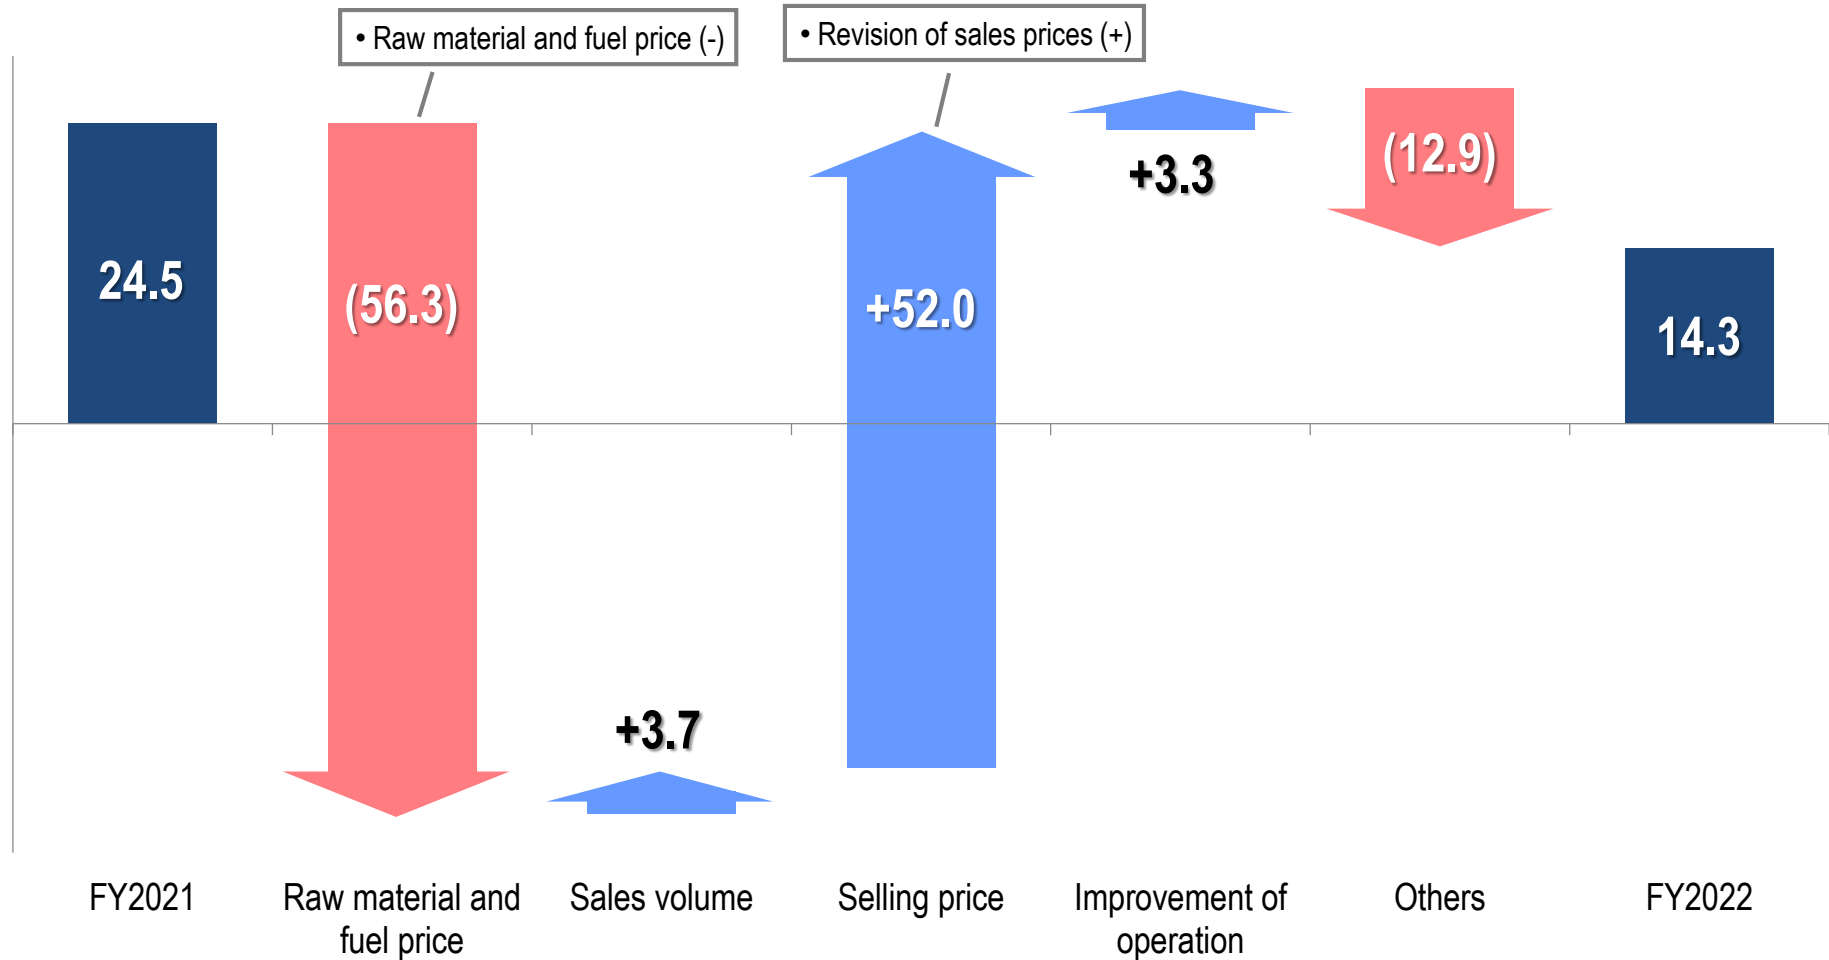 • Raw material and fuel price (-)
• Revision of sales prices (+)
24.5
(56.3)
+3.7
+52.0
+3.3
(12.9)
14.3
FY2021
Raw material and
fuel price
Sales volume
Selling price
Improvement of
operation
Others
FY2022